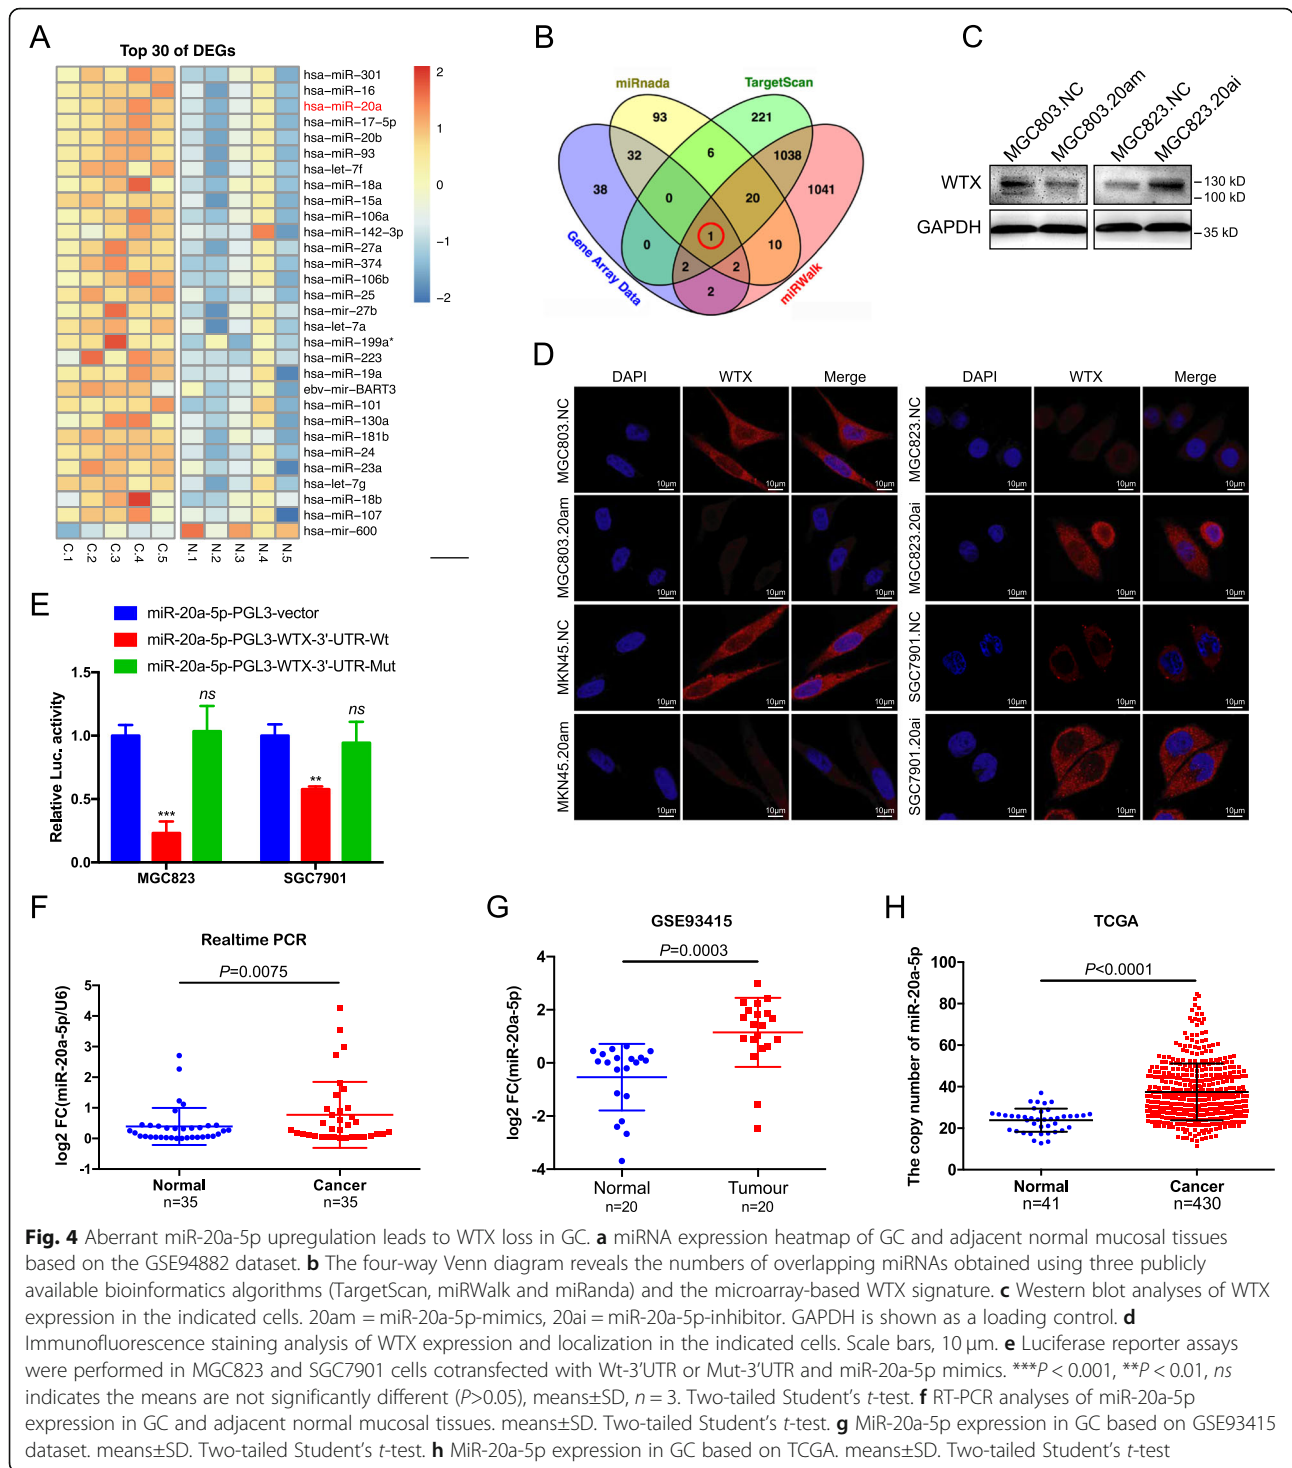 A
Top 30 of DEGs
hsa-miR-301
hsa-miR-16
hsa-miR-20a
hsa-miR-17-5p
hsa-miR-20b
hsa-miR-93
hsa-let-7f
hsa-miR-18a
hsa-miR-15a
hsa-miR-106a
hsa-miR-142-3p
hsa-miR-27a
hsa-miR-374
hsa-miR-106b
hsa-miR-25
hsa-mir-27b
hsa-let-7a
hsa-miR-199a*
hsa-miR-223
hsa-miR-19a
ebv-mir-BART3
hsa-miR-101
hsa-miR-130a
hsa-miR-181b
hsa-miR-24
hsa-miR-23a
hsa-let-7g
hsa-miR-18b
hsa-miR-107
hsa-mir-600
C.1 C.2 C.3 C.4 C.5 N.1 N.2 N.3 N.4 N.5
2
1
0
−1
−2
B
miRnada
TargetScan
93
221
32
6
1038
38
0
20
1041
1
0
10
2
2
2
Gene Array Data
miRWalk
C
MGC803.NC
MGC803.20am
MGC823.NC
MGC823.20ai
WTX
GAPDH
130 kD
100 kD
35 kD
D
DAPI WTX Merge DAPI WTX Merge
MGC803.NC
10μm 10μm 10μm
MGC823.NC
10μm 10μm 10μm
MGC803.20am
10μm 10μm 10μm
MGC823.20ai
10μm 10μm 10μm
MKN45.NC
10μm 10μm 10μm
SGC7901.NC
10μm 10μm 10μm
MKN45.20am
10μm 10μm 10μm
SGC7901.20ai
10μm 10μm 10μm
E
miR-20a-5p-PGL3-vector
miR-20a-5p-PGL3-WTX-3'-UTR-Wt
miR-20a-5p-PGL3-WTX-3'-UTR-Mut
Relative Luc. activity
1.5
1.0
0.5
0.0
ns
***
ns
**
MGC823 SGC7901
F
Realtime PCR
P=0.0075
log2 FC(miR-20a-5p/U6)
5
4
3
2
1
0
-1
Normal Cancer
n=35 n=35
G
GSE93415
P=0.0003
log2 FC(miR-20a-5p)
4
2
0
-2
-4
Normal Tumour
n=20 n=20
H
TCGA
P<0.0001
The copy number of miR-20a-5p
100
80
60
40
20
0
Normal Cancer
n=41 n=430
Fig. 4 Aberrant miR-20a-5p upregulation leads to WTX loss in GC. a miRNA expression heatmap of GC and adjacent normal mucosal tissues
based on the GSE94882 dataset. b The four-way Venn diagram reveals the numbers of overlapping miRNAs obtained using three publicly
available bioinformatics algorithms (TargetScan, miRWalk and miRanda) and the microarray-based WTX signature. c Western blot analyses of WTX
expression in the indicated cells. 20am = miR-20a-5p-mimics, 20ai = miR-20a-5p-inhibitor. GAPDH is shown as a loading control. d
Immunofluorescence staining analysis of WTX expression and localization in the indicated cells. Scale bars, 10 μm. e Luciferase reporter assays
were performed in MGC823 and SGC7901 cells cotransfected with Wt-3′UTR or Mut-3′UTR and miR-20a-5p mimics. ***P < 0.001, **P < 0.01, ns
indicates the means are not significantly different (P>0.05), means±SD, n = 3. Two-tailed Student's t-test. f RT-PCR analyses of miR-20a-5p
expression in GC and adjacent normal mucosal tissues. means±SD. Two-tailed Student's t-test. g MiR-20a-5p expression in GC based on GSE93415
dataset. means±SD. Two-tailed Student's t-test. h MiR-20a-5p expression in GC based on TCGA. means±SD. Two-tailed Student's t-test